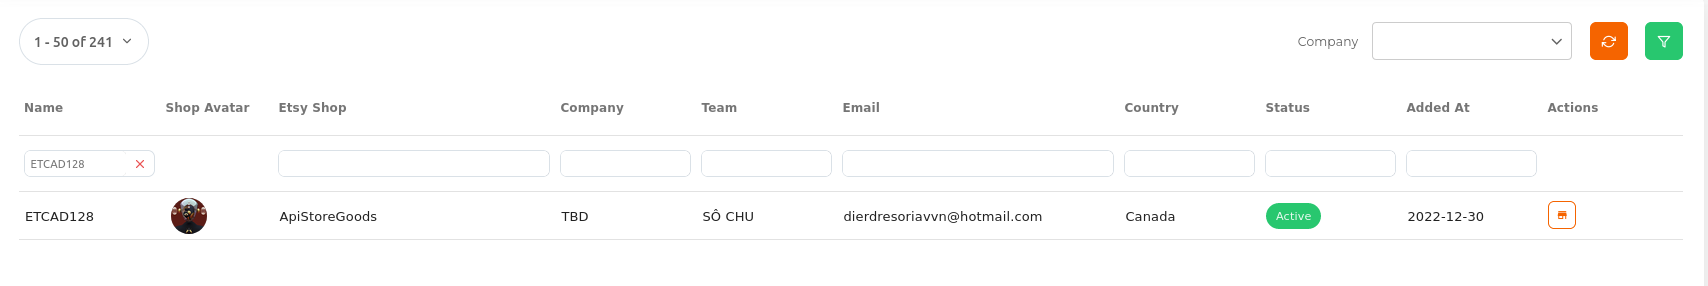 1 - 50 of 241
Company
Name Shop Avatar Etsy Shop Company Team Email Country Status Added At Actions
ETCAD128
ETCAD128 ApiStoreGoods TBD SÔ CHU dierdresoriavvn@hotmail.com Canada Active 2022-12-30